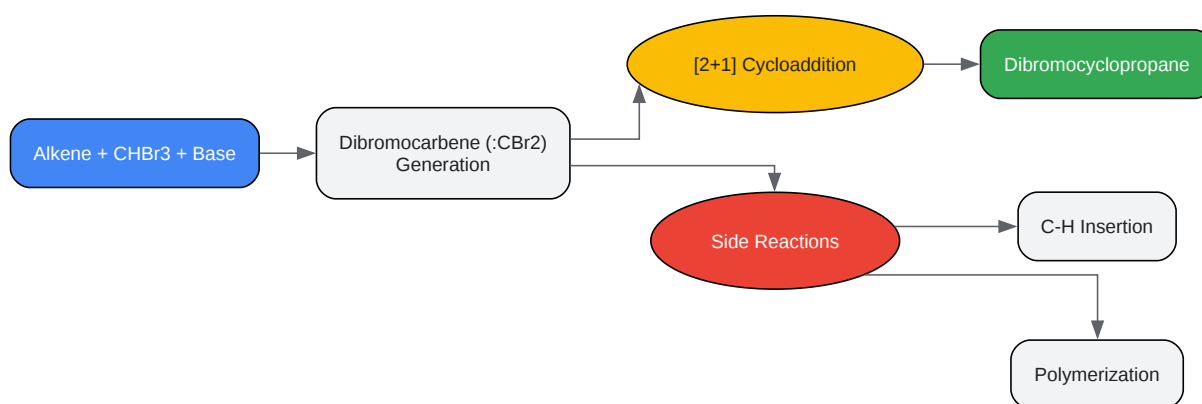 Alkene + CHBr3 + Base
Dibromocarbene (:CBr2)
Generation
[2+1] Cycloaddition
Dibromocyclopropane
Side Reactions
C-H Insertion
Polymerization